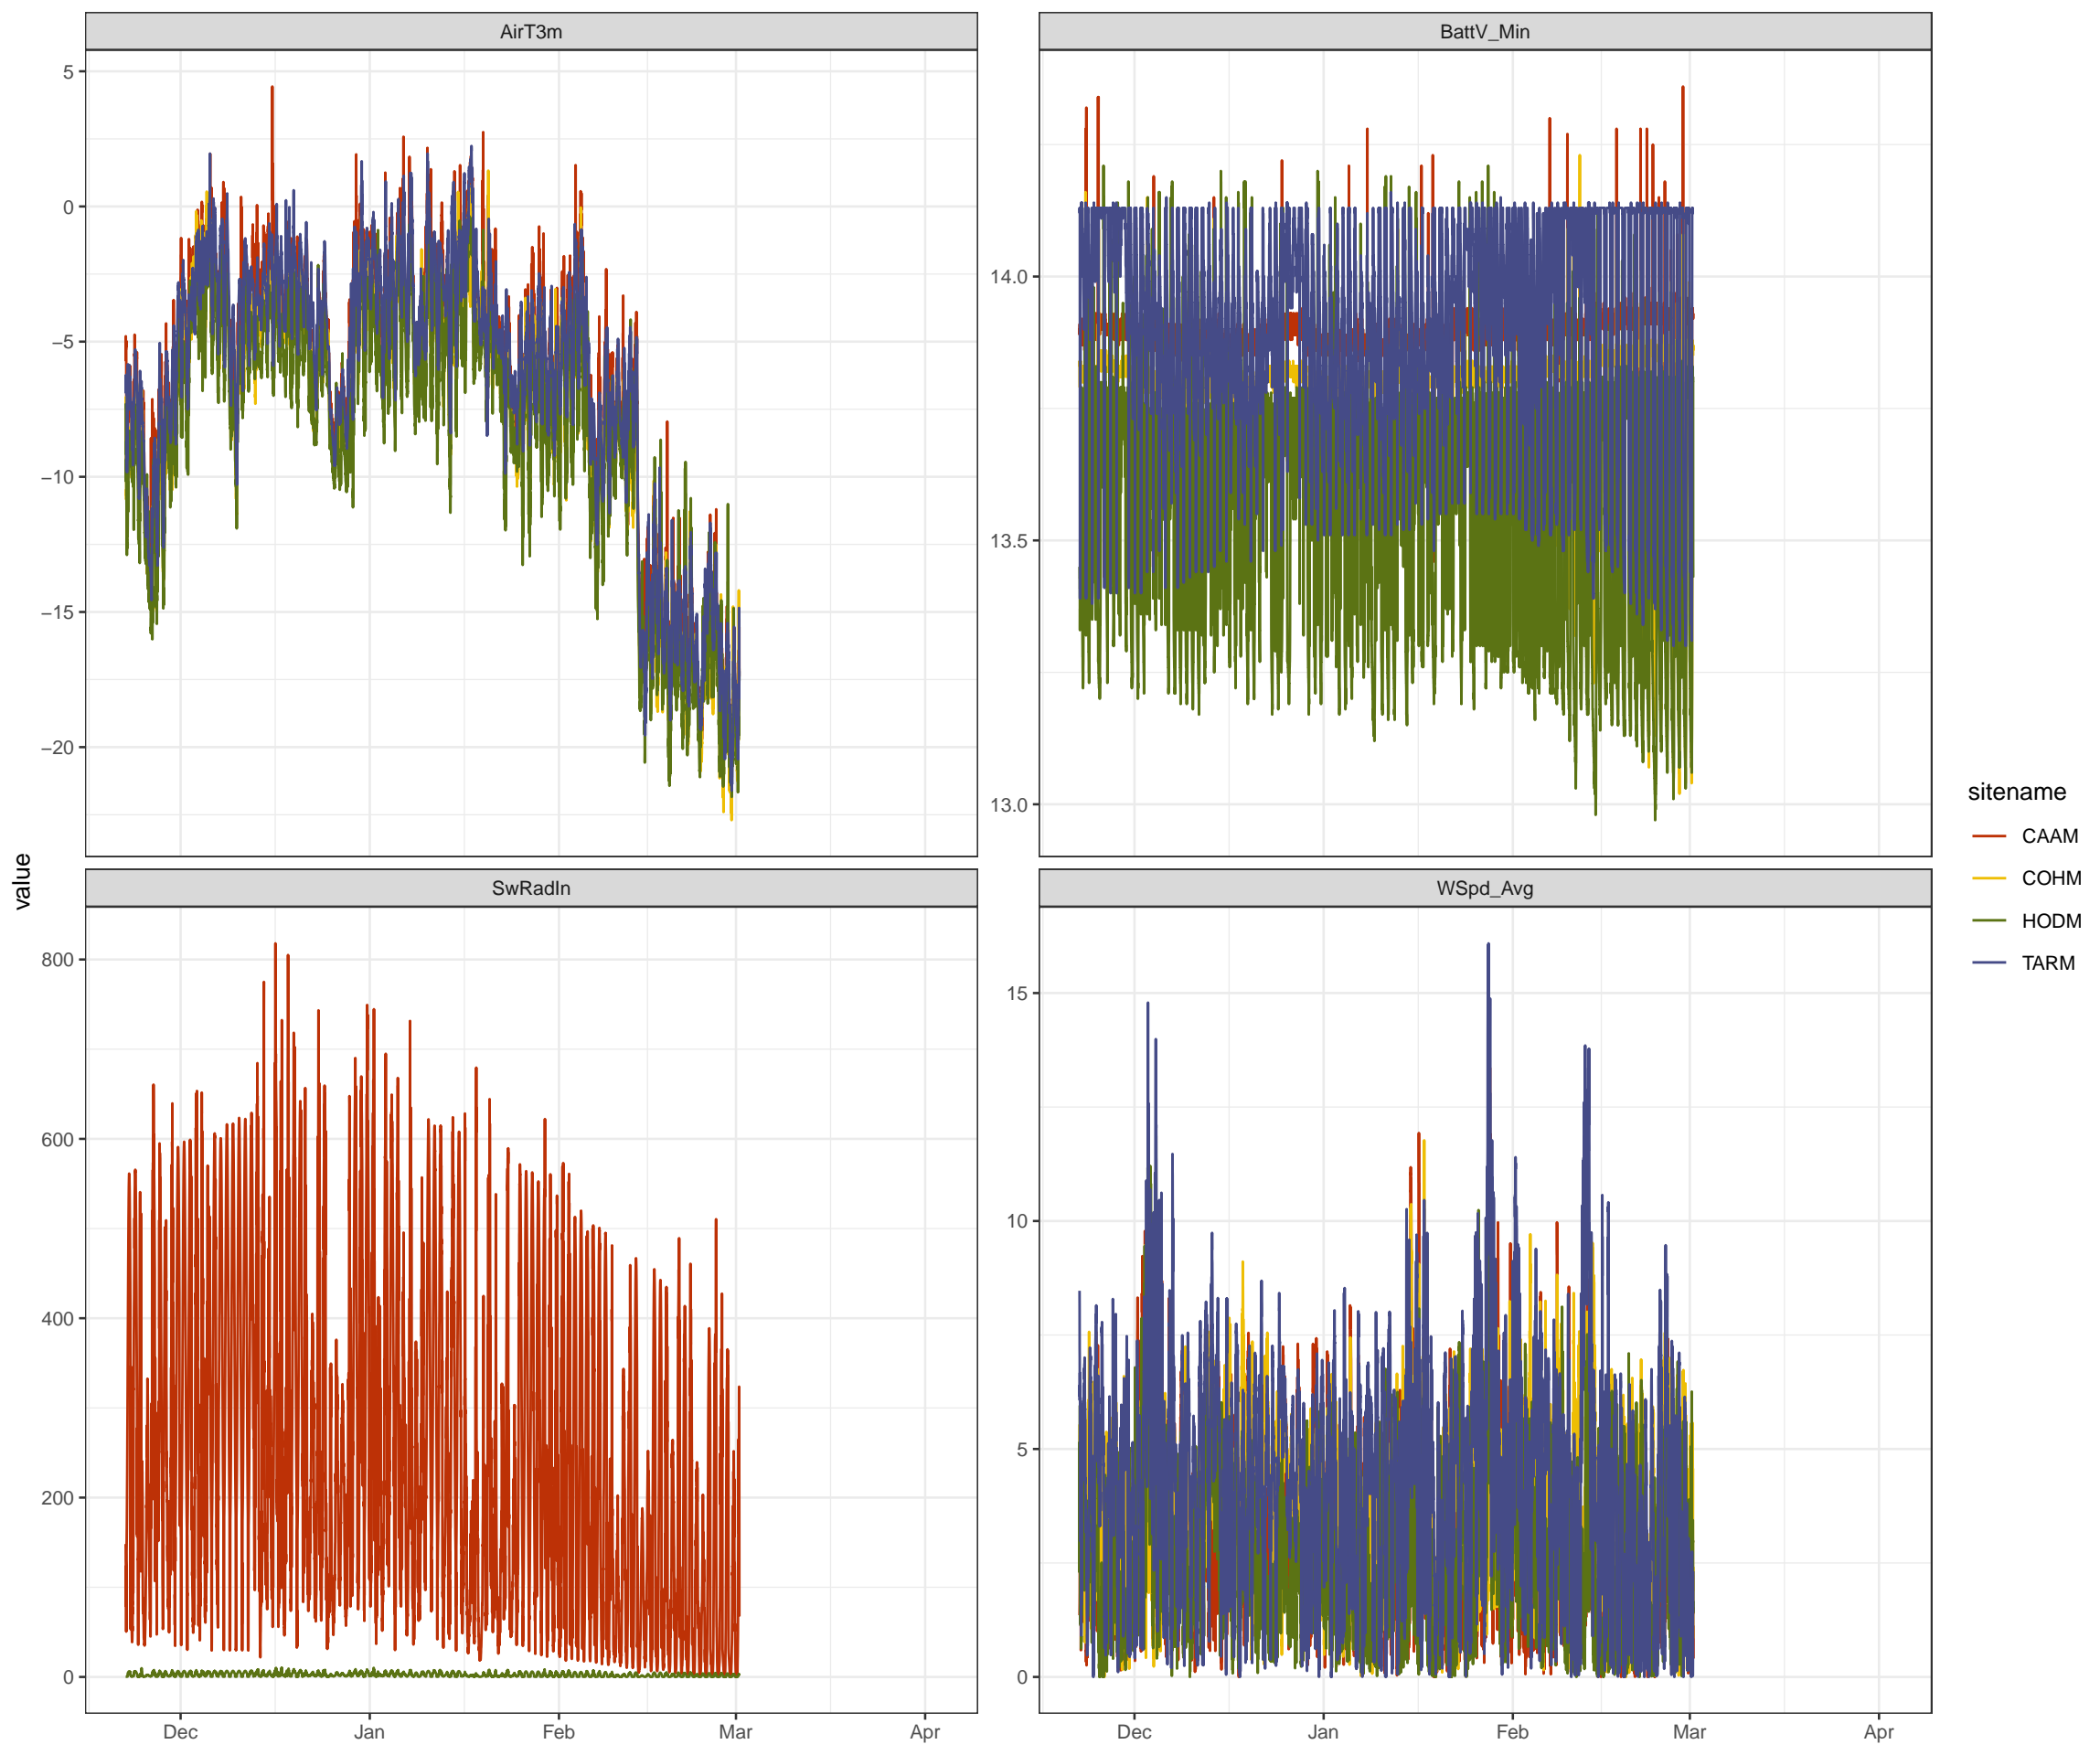 AirT3m
BattV_Min
5
0
−5
−10
−15
−20
14.0
13.5
13.0
value
SwRadIn
WSpd_Avg
800
600
400
200
0
15
10
5
0
Dec Jan Feb Mar Apr
Dec Jan Feb Mar Apr
sitename
CAAM
COHM
HODM
TARM